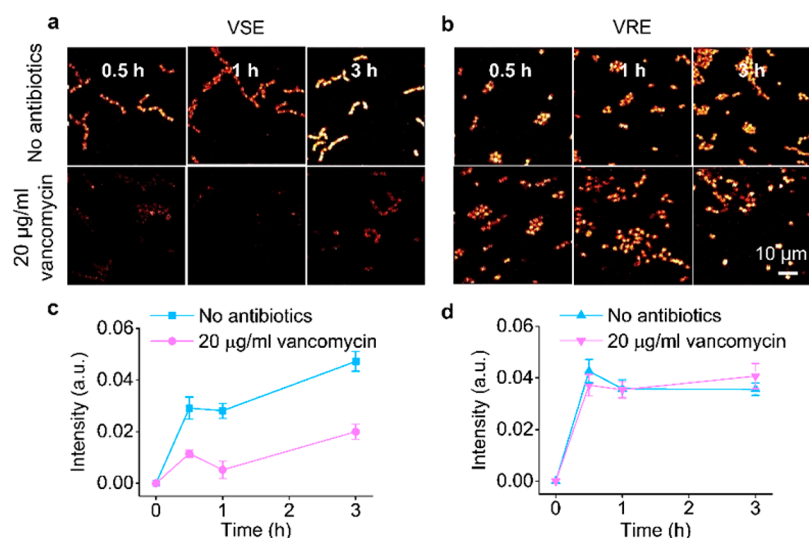 a VSE
0.5 h 1 h 3 h
No antibiotics
20 μg/ml
vancomycin
b VRE
0.5 h 1 h 3 h
10 μm
c
No antibiotics
20 μg/ml vancomycin
Intensity (a.u.)
0.06
0.04
0.02
0.00
0 1 2 3
Time (h)
d
No antibiotics
20 μg/ml vancomycin
Intensity (a.u.)
0.06
0.04
0.02
0.00
0 1 2 3
Time (h)